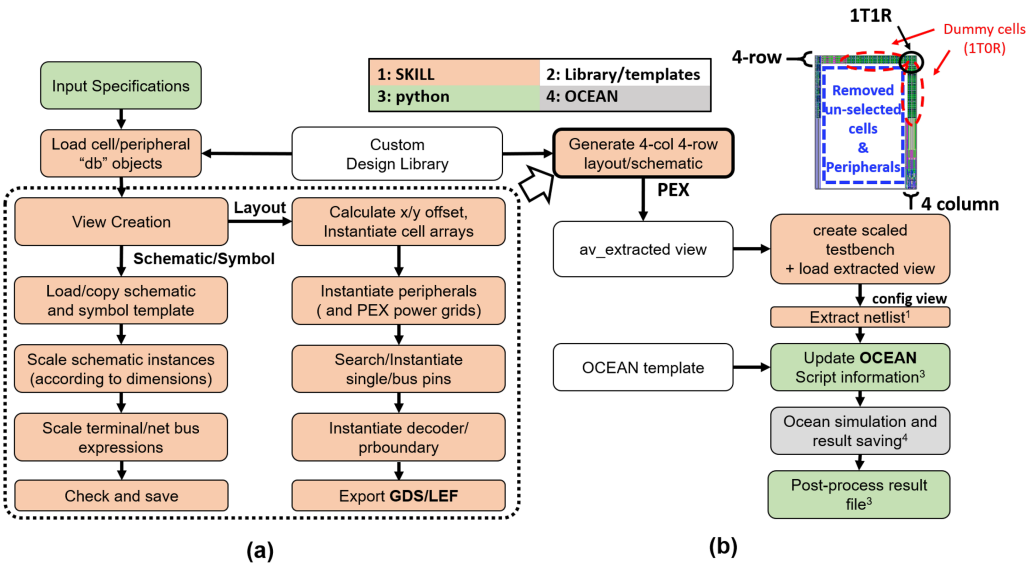 1: SKILL
2: Library/templates
3: python
4: OCEAN
Input Specifications
Load cell/peripheral
“db” objects
Custom
Design Library
View Creation
Layout
Schematic/Symbol
Load/copy schematic
and symbol template
Scale schematic instances
(according to dimensions)
Scale terminal/net bus
expressions
Check and save
Calculate x/y offset,
Instantiate cell arrays
Instantiate peripherals
( and PEX power grids)
Search/Instantiate
single/bus pins
Instantiate decoder/
prboundary
Export GDS/LEF
(a)
Generate 4-col 4-row
layout/schematic
PEX
av_extracted view
create scaled
testbench
+ load extracted view
config view
Extract netlist¹
OCEAN template
Update OCEAN
Script information³
Ocean simulation and
result saving⁴
Post-process result
file³
1T1R
Dummy cells
(1T0R)
4-row
Removed
un-selected
cells
& Peripherals
4 column
(b)